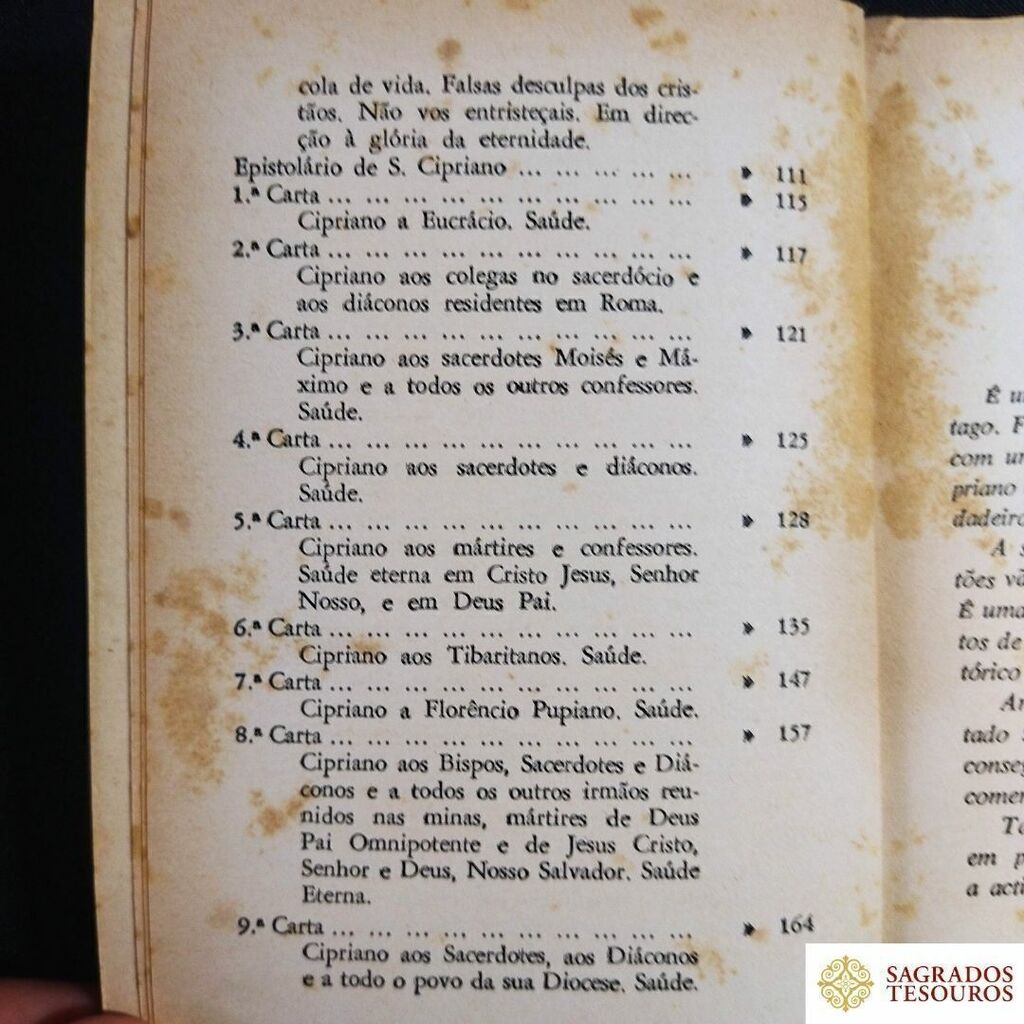 cola de vida. Falsas desculpas dos cris-
tãos. Não vos entristeçais. Em direc-
ção à glória da eternidade.
Epistolário de S. Cipriano ... ... ... ... ... » 111
1.ª Carta ... ... ... ... ... ... ... ... ... ... » 115
Cipriano a Eucrácio. Saúde.
2.ª Carta ... ... ... ... ... ... ... ... ... ... » 117
Cipriano aos colegas no sacerdócio e
aos diáconos residentes em Roma.
3.ª Carta ... ... ... ... ... ... ... ... ... ... » 121
Cipriano aos sacerdotes Moisés e Má-
ximo e a todos os outros confessores.
Saúde.
4.ª Carta ... ... ... ... ... ... ... ... ... ... » 125
Cipriano aos sacerdotes e diáconos.
Saúde.
5.ª Carta ... ... ... ... ... ... ... ... ... ... » 128
Cipriano aos mártires e confessores.
Saúde eterna em Cristo Jesus, Senhor
Nosso, e em Deus Pai.
6.ª Carta ... ... ... ... ... ... ... ... ... ... » 135
Cipriano aos Tibaritanos. Saúde.
7.ª Carta ... ... ... ... ... ... ... ... ... ... » 147
Cipriano a Florêncio Pupiano. Saúde.
8.ª Carta ... ... ... ... ... ... ... ... ... ... » 157
Cipriano aos Bispos, Sacerdotes e Diá-
conos e a todos os outros irmãos reu-
nidos nas minas, mártires de Deus
Pai Omnipotente e de Jesus Cristo,
Senhor e Deus, Nosso Salvador. Saúde
Eterna.
9.ª Carta ... ... ... ... ... ... ... ... ... ... » 164
Cipriano aos Sacerdotes, aos Diáconos
e a todo o povo da sua Diocese. Saúde.
É
tago.
com
priano
A
tões
É uma
tos de
tórico
tado
em
a
SAGRADOS
TESOUROS